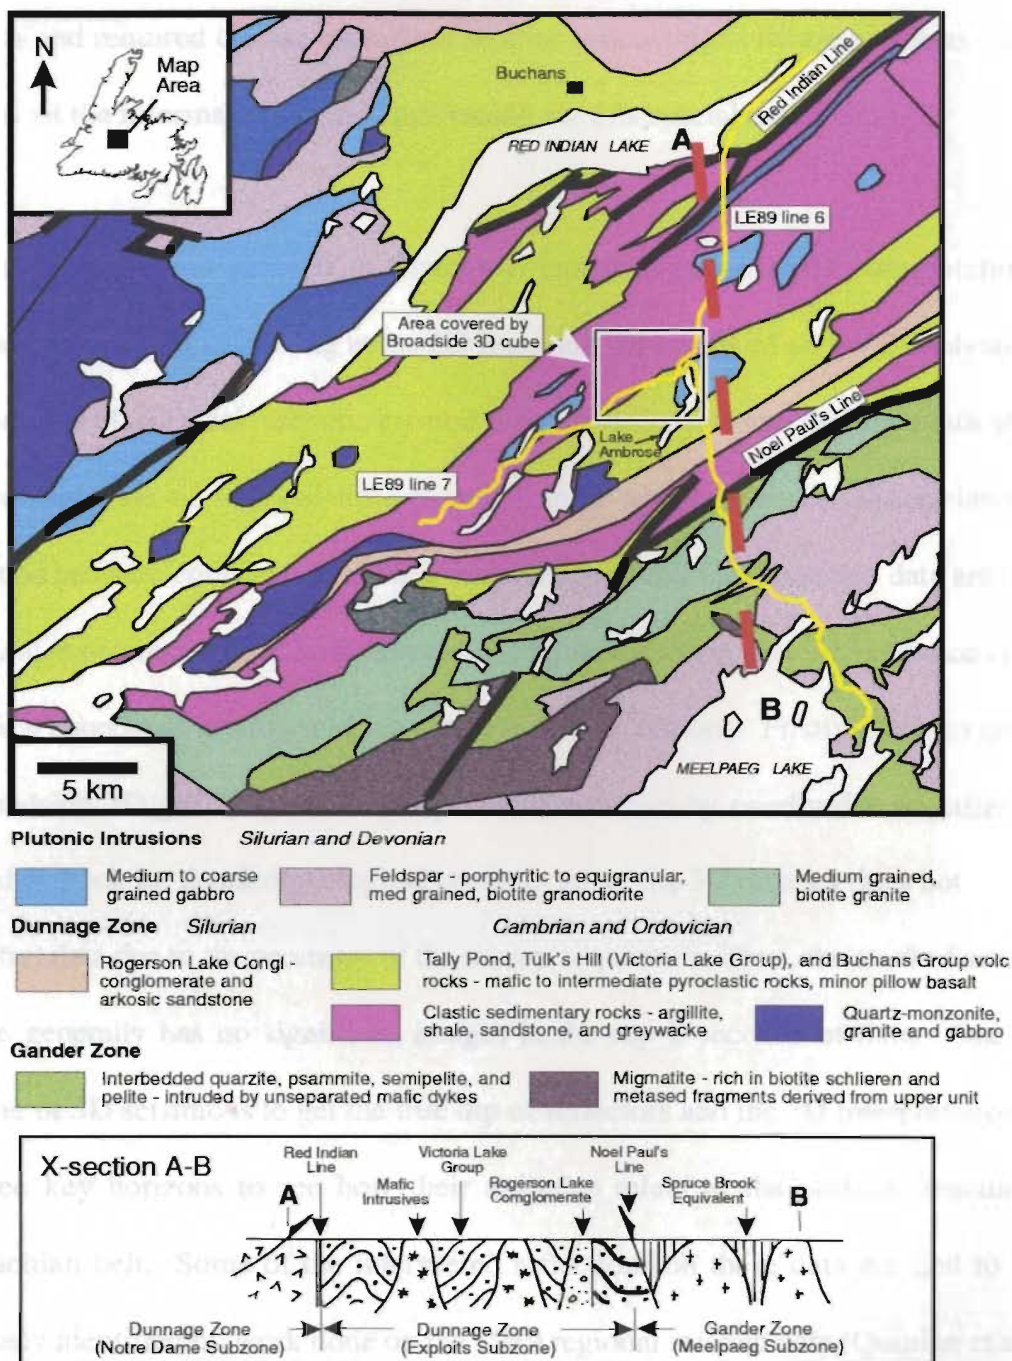 N
Map
Area
Buchans
RED INDIAN LAKE
A
Red Indian Line
LE89 line 6
Area covered by
Broadside 3D cube
Lake
Ambrose
Noel Paul's Line
LE89 line 7
B
MEELPAEG LAKE
5 km
Plutonic Intrusions Silurian and Devonian
Medium to coarse
grained gabbro
Feldspar - porphyritic to equigranular,
med grained, biotite granodiorite
Medium grained,
biotite granite
Dunnage Zone Silurian Cambrian and Ordovician
Rogerson Lake Congl -
conglomerate and
arkosic sandstone
Tally Pond, Tulk's Hill (Victoria Lake Group), and Buchans Group volc
rocks - mafic to intermediate pyroclastic rocks, minor pillow basalt
Clastic sedimentary rocks - argillite,
shale, sandstone, and greywacke
Quartz-monzonite,
granite and gabbro
Gander Zone
Interbedded quarzite, psammite, semipelite, and
pelite - intruded by unseparated mafic dykes
Migmatite - rich in biotite schlieren and
metased fragments derived from upper unit
X-section A-B
Red Indian
Line
Victoria Lake
Group
Noel Paul's
Line
A
Mafic
Intrusives
Rogerson Lake
Comglomerate
Spruce Brook
Equivalent
B
Dunnage Zone
(Notre Dame Subzone)
Dunnage Zone
(Exploits Subzone)
Gander Zone
(Meelpaeg Subzone)